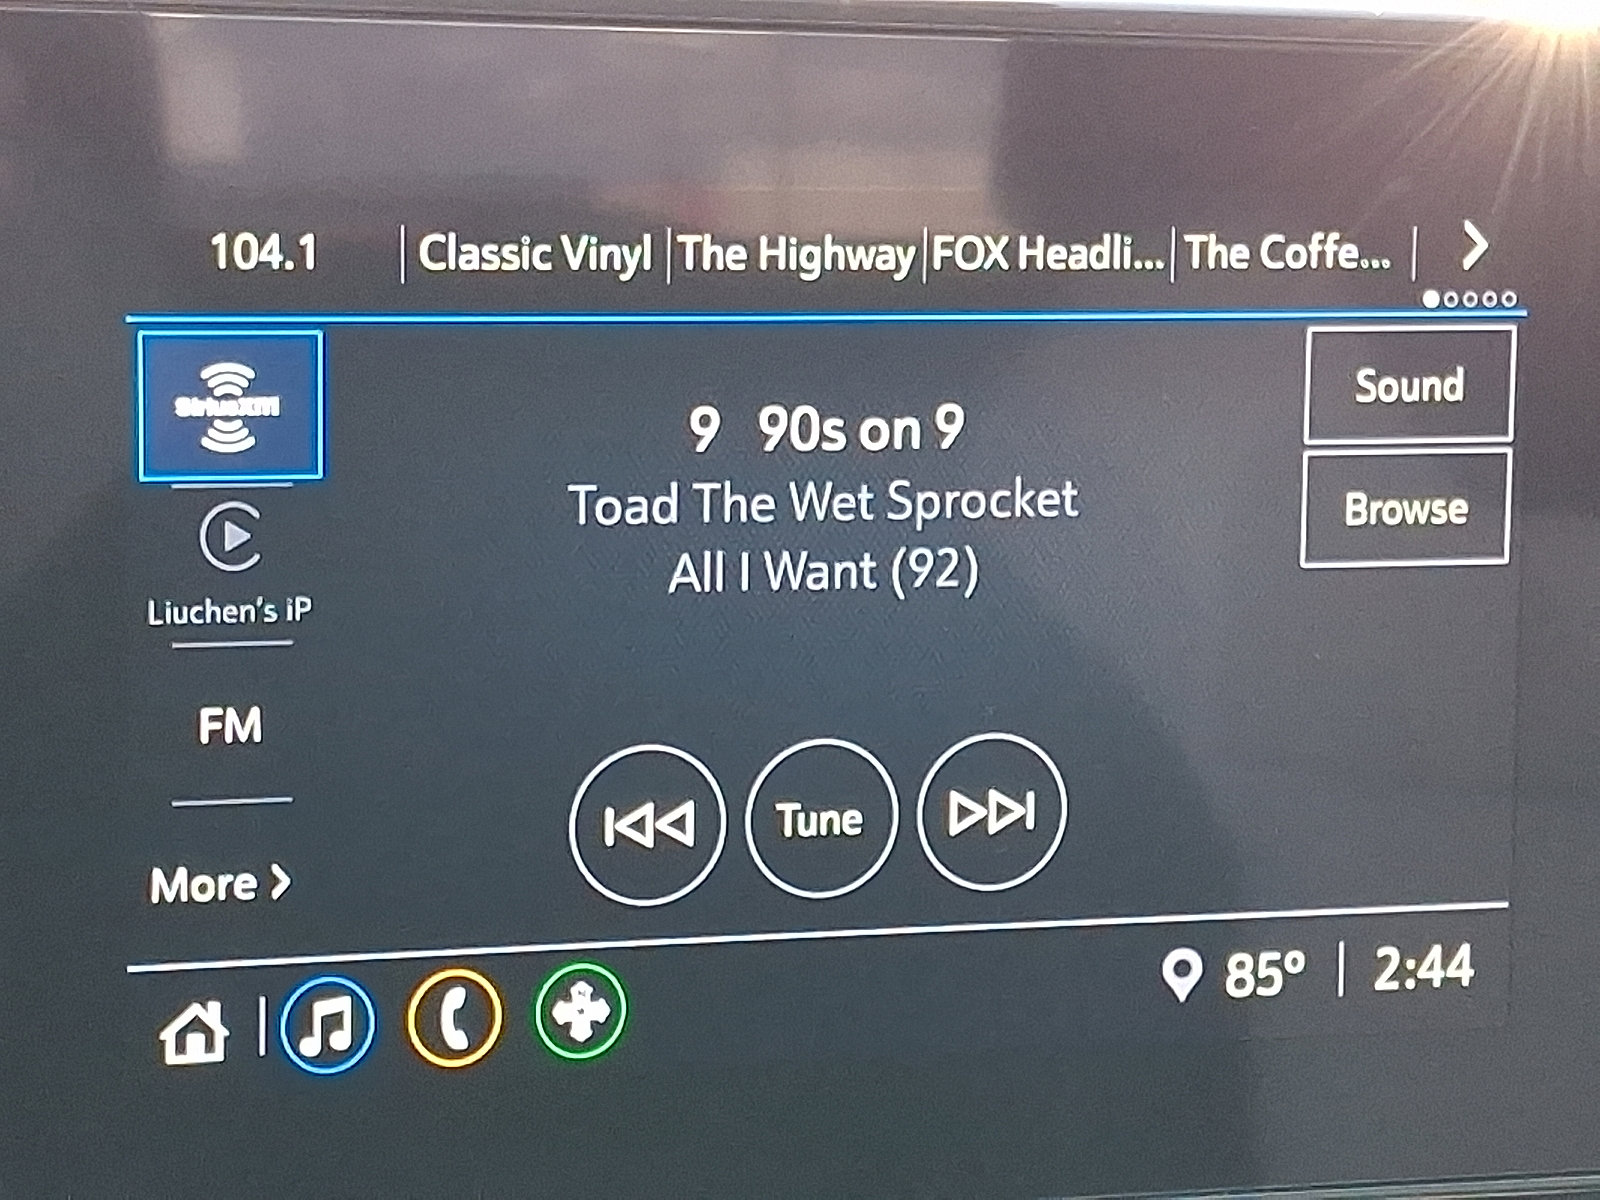 104.1 Classic Vinyl The Highway FOX Headli... The Coffe...
SiriusXM
9 90s on 9
Toad The Wet Sprocket
All I Want (92)
Sound
Browse
Liuchen's iP
FM
More
Tune
85° 2:44